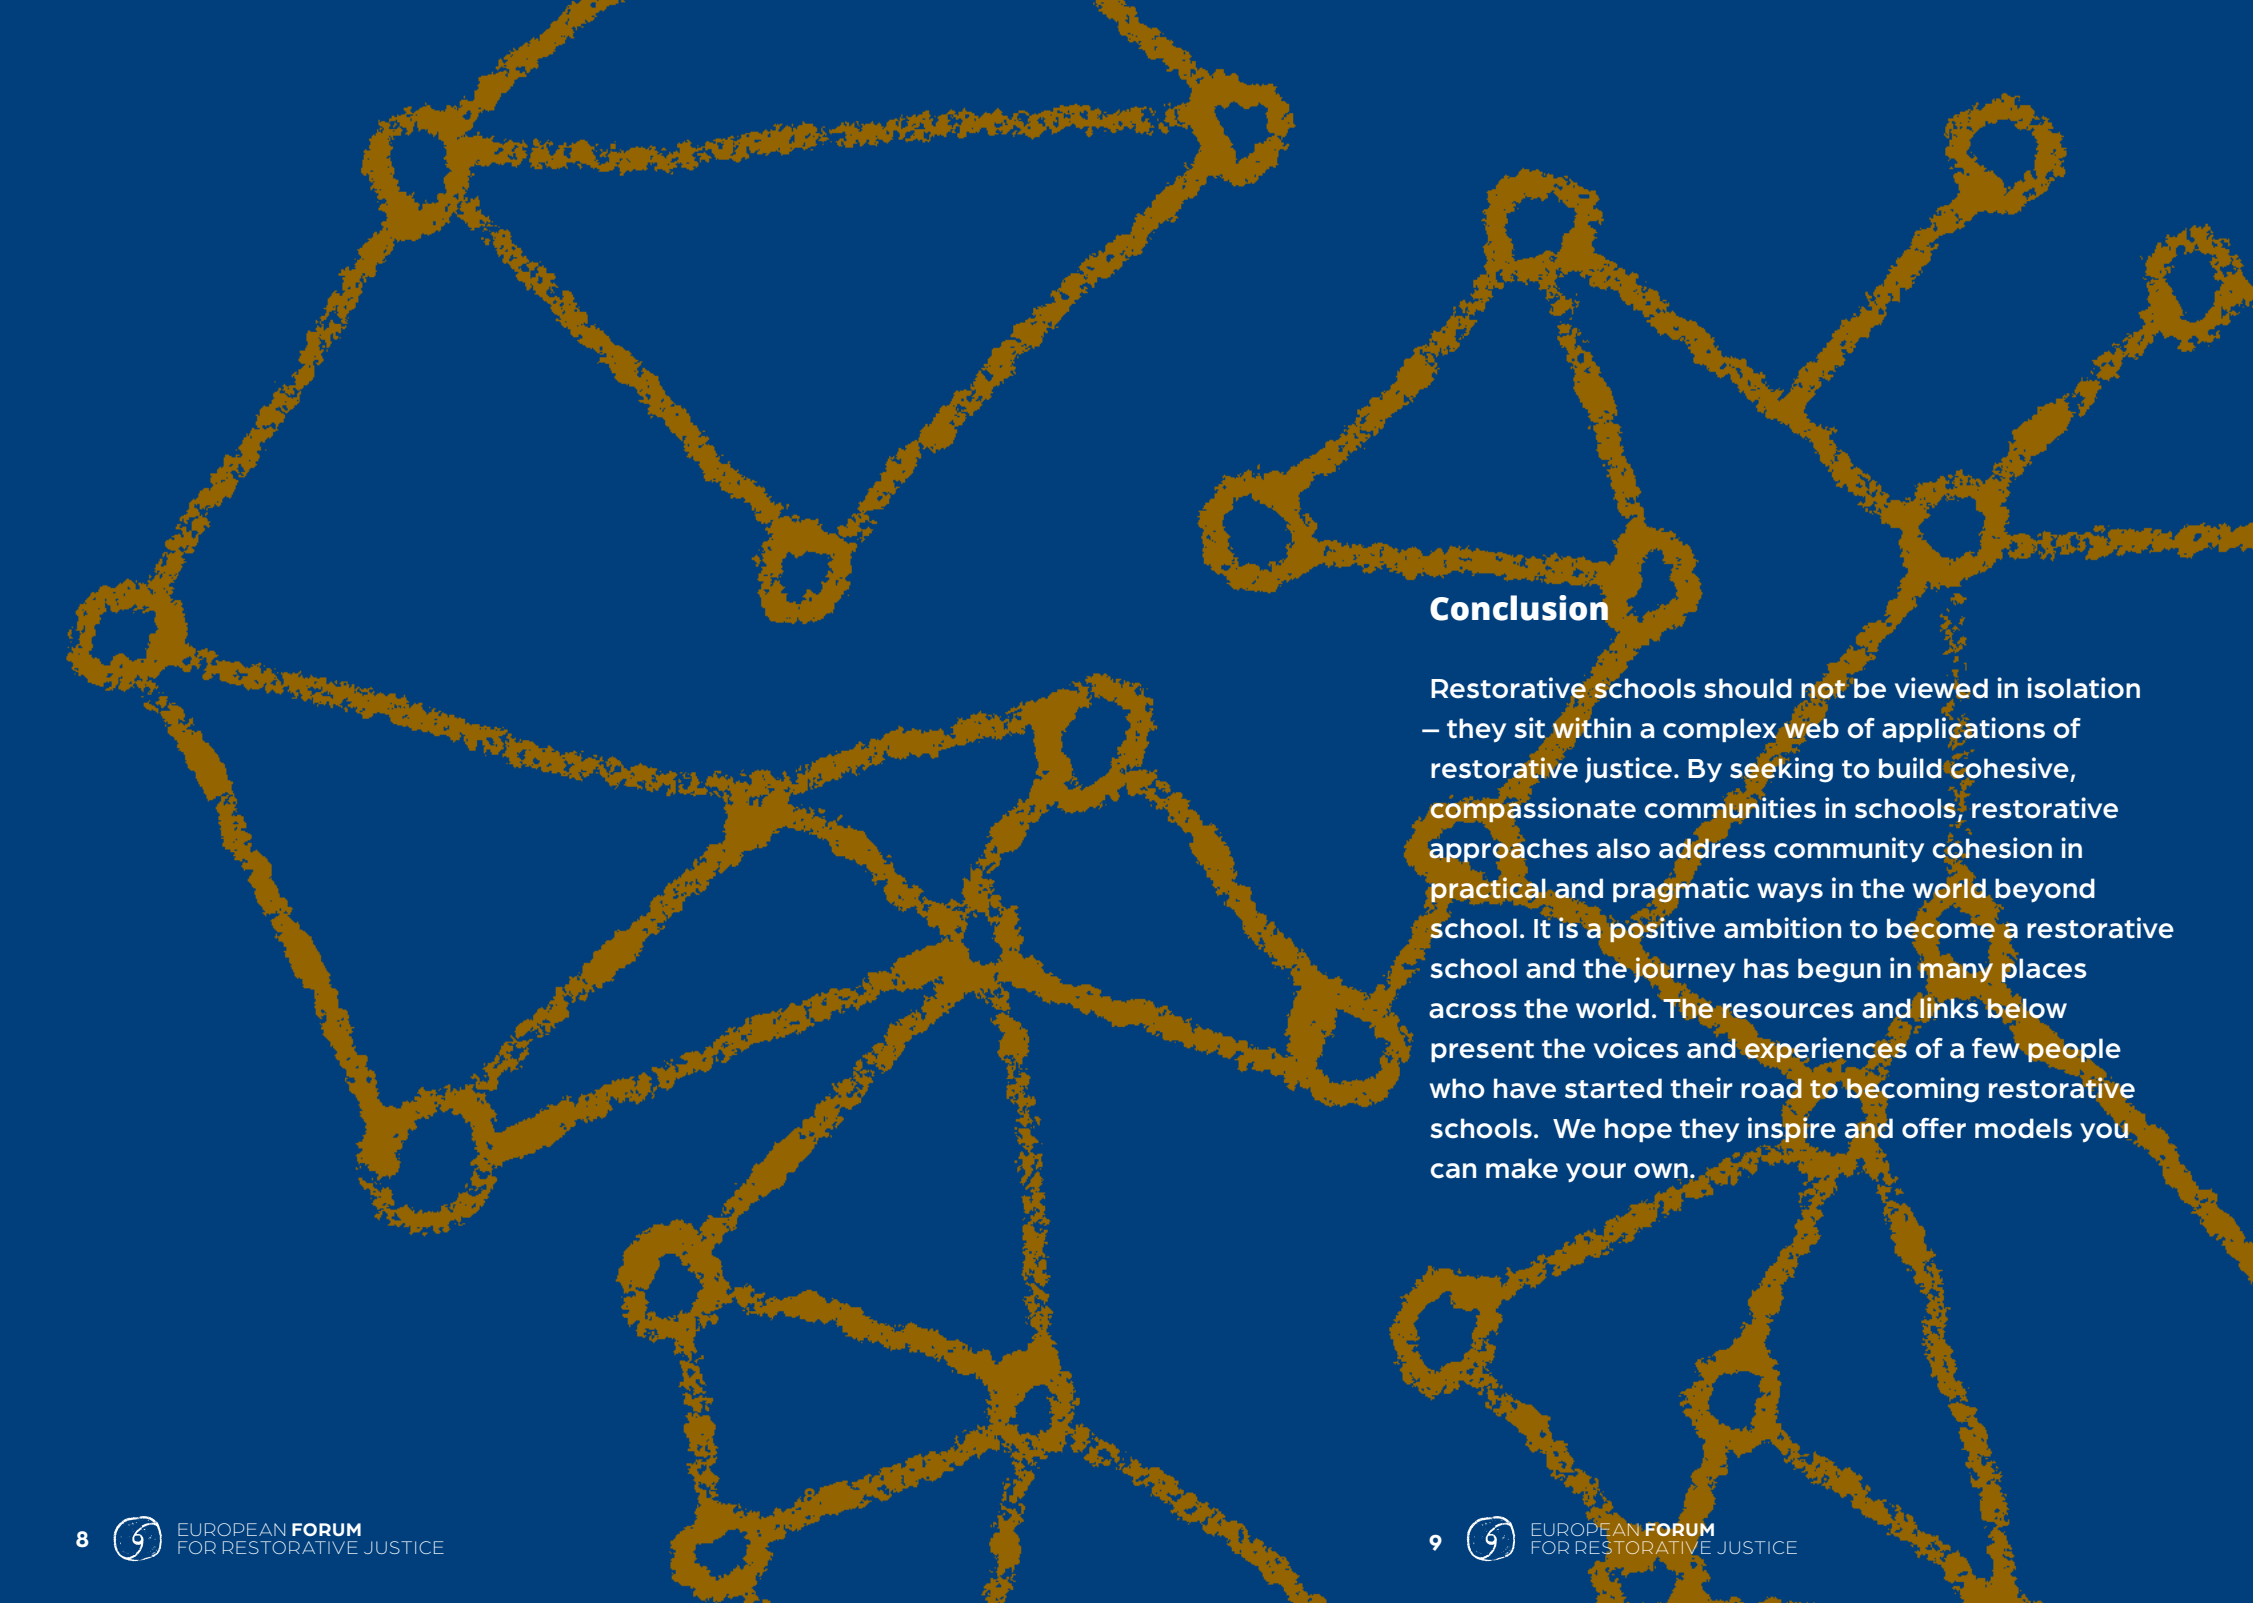 Conclusion
Restorative schools should not be viewed in isolation
– they sit within a complex web of applications of
restorative justice. By seeking to build cohesive,
compassionate communities in schools, restorative
approaches also address community cohesion in
practical and pragmatic ways in the world beyond
school. It is a positive ambition to become a restorative
school and the journey has begun in many places
across the world. The resources and links below
present the voices and experiences of a few people
who have started their road to becoming restorative
schools.  We hope they inspire and offer models you
can make your own.
8
8
EUROPEAN FORUM
FOR RESTORATIVE JUSTICE
9
EUROPEAN FORUM
FOR RESTORATIVE JUSTICE